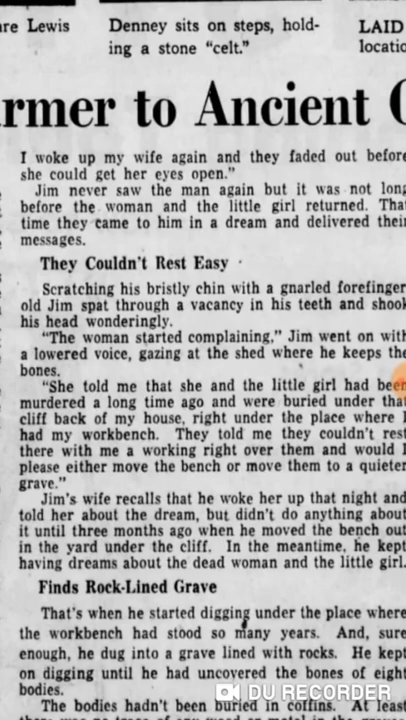 re Lewis
Denney sits on steps, hold-
ing a stone "celt."
LAID
locatio
rmer to Ancient
I woke up my wife again and they faded out before
she could get her eyes open."
Jim never saw the man again but it was not long
before the woman and the little girl returned. That
time they came to him in a dream and delivered their
messages.
They Couldn't Rest Easy
Scratching his bristly chin with a gnarled forefinger
old Jim spat through a vacancy in his teeth and shook
his head wonderingly.
"The woman started complaining," Jim went on with
a lowered voice, gazing at the shed where he keeps the
bones.
"She told me that she and the little girl had been
murdered a long time ago and were buried under that
cliff back of my house, right under the place where I
had my workbench. They told me they couldn't rest
there with me a working right over them and would I
please either move the bench or move them to a quieter
grave."
Jim's wife recalls that he woke her up that night and
told her about the dream, but didn't do anything about
it until three months ago when he moved the bench out
in the yard under the cliff. In the meantime, he kept
having dreams about the dead woman and the little girl.
Finds Rock-Lined Grave
That's when he started digging under the place where
the workbench had stood so many years. And, sure
enough, he dug into a grave lined with rocks. He kept
on digging until he had uncovered the bones of eight
bodies.
The bodies hadn't been buried in coffins. At least
DU RECORDER